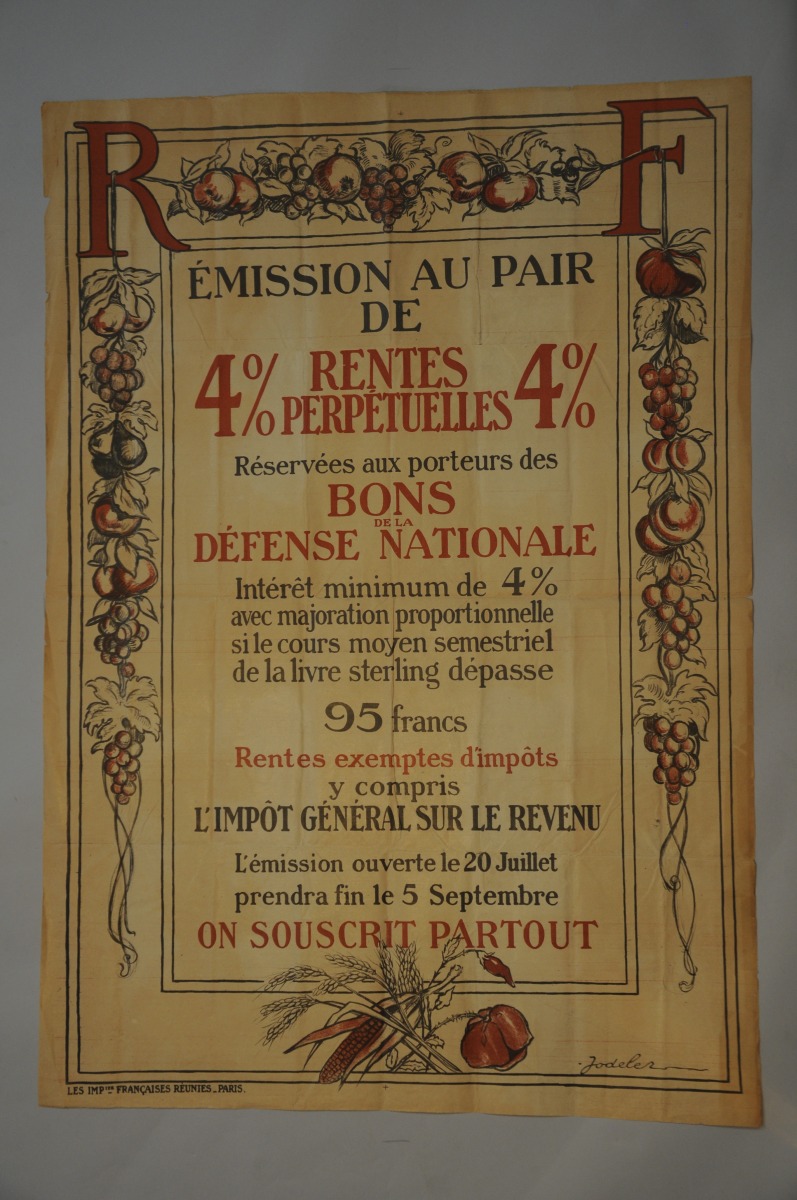 R F
ÉMISSION AU PAIR
DE
4% RENTES 4%
PERPÉTUELLES
Réservées aux porteurs des
BONS
DE LA
DÉFENSE NATIONALE
Intérêt minimum de 4%
avec majoration proportionnelle
si le cours moyen semestriel
de la livre sterling dépasse
95 francs
Rentes exemptes d'impôts
y compris
L'IMPÔT GÉNÉRAL SUR LE REVENU
L'émission ouverte le 20 Juillet
prendra fin le 5 Septembre
ON SOUSCRIT PARTOUT
Jodelet
LES IMPies FRANÇAISES RÉUNIES _ PARIS.